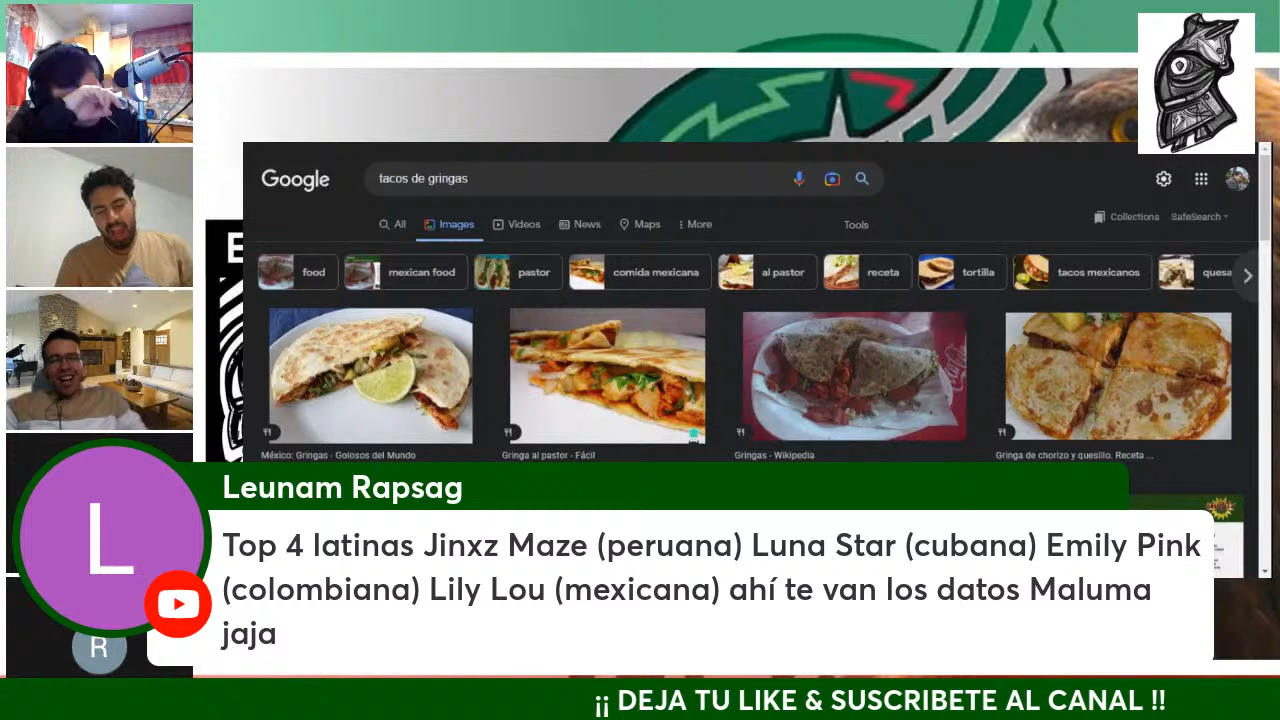 Google
tacos de gringas
All
Images
Videos
News
Maps
More
Tools
Collections
SafeSearch
food
mexican food
pastor
comida mexicana
al pastor
receta
tortilla
tacos mexicanos
quesa
México: Gringas - Golosos del Mundo
Gringa al pastor - Fácil
Gringas - Wikipedia
Gringa de chorizo y quesillo. Receta ...
E
L
Leunam Rapsag
Top 4 latinas Jinxz Maze (peruana) Luna Star (cubana) Emily Pink
(colombiana) Lily Lou (mexicana) ahí te van los datos Maluma
jaja
R
¡¡ DEJA TU LIKE & SUSCRIBETE AL CANAL !!